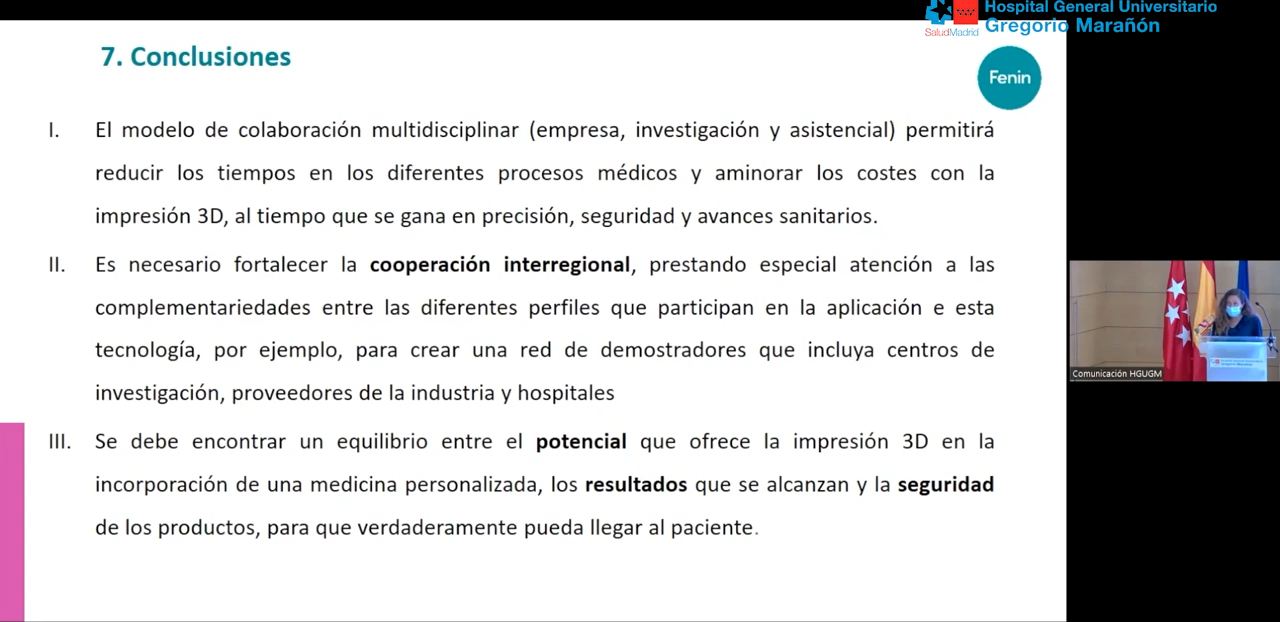 Hospital General Universitario
Gregorio Marañón
SaludMadrid
7. Conclusiones
Fenin
I. El modelo de colaboración multidisciplinar (empresa, investigación y asistencial) permitirá
reducir los tiempos en los diferentes procesos médicos y aminorar los costes con la
impresión 3D, al tiempo que se gana en precisión, seguridad y avances sanitarios.
II. Es necesario fortalecer la cooperación interregional, prestando especial atención a las
complementariedades entre las diferentes perfiles que participan en la aplicación e esta
tecnología, por ejemplo, para crear una red de demostradores que incluya centros de
investigación, proveedores de la industria y hospitales
III. Se debe encontrar un equilibrio entre el potencial que ofrece la impresión 3D en la
incorporación de una medicina personalizada, los resultados que se alcanzan y la seguridad
de los productos, para que verdaderamente pueda llegar al paciente.
Comunicación HGUGM